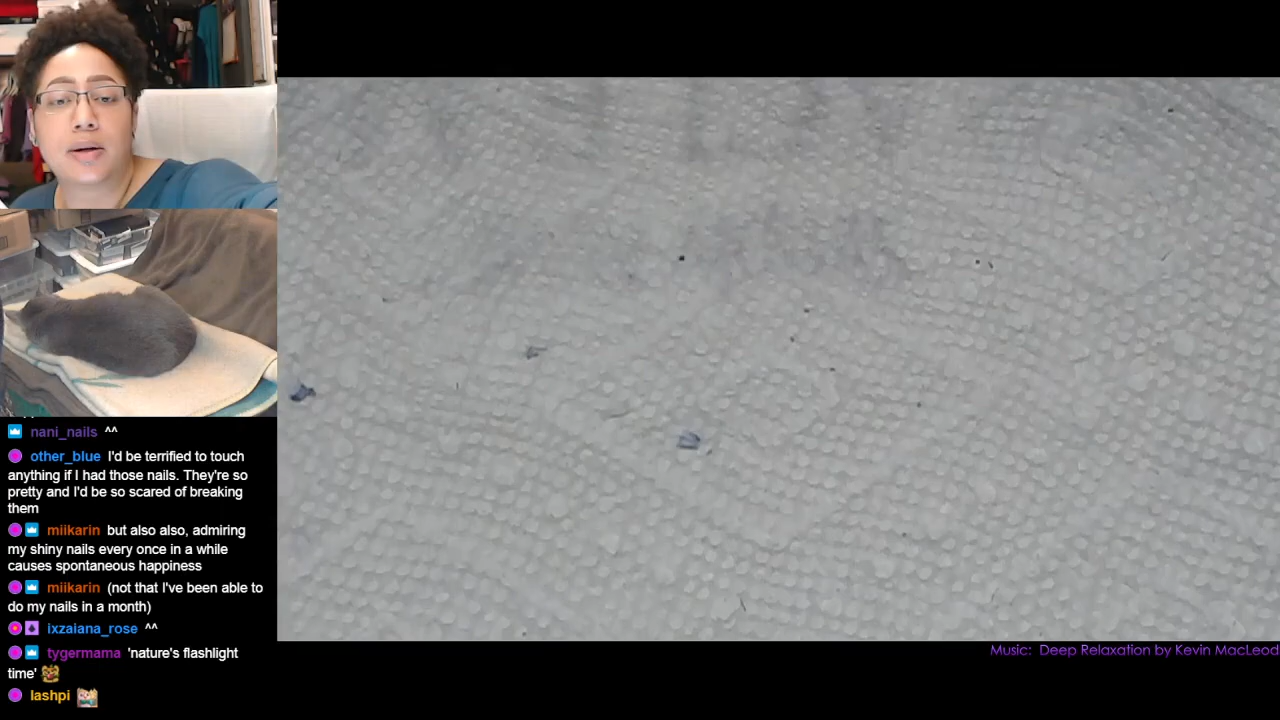 nani_nails ^^
other_blue I'd be terrified to touch
anything if I had those nails. They're so
pretty and I'd be so scared of breaking
them
miikarin but also also, admiring
my shiny nails every once in a while
causes spontaneous happiness
miikarin (not that I've been able to
do my nails in a month)
ixzaiana_rose ^^
tygermama 'nature's flashlight
time'
lashpi
Music: Deep Relaxation by Kevin MacLeod